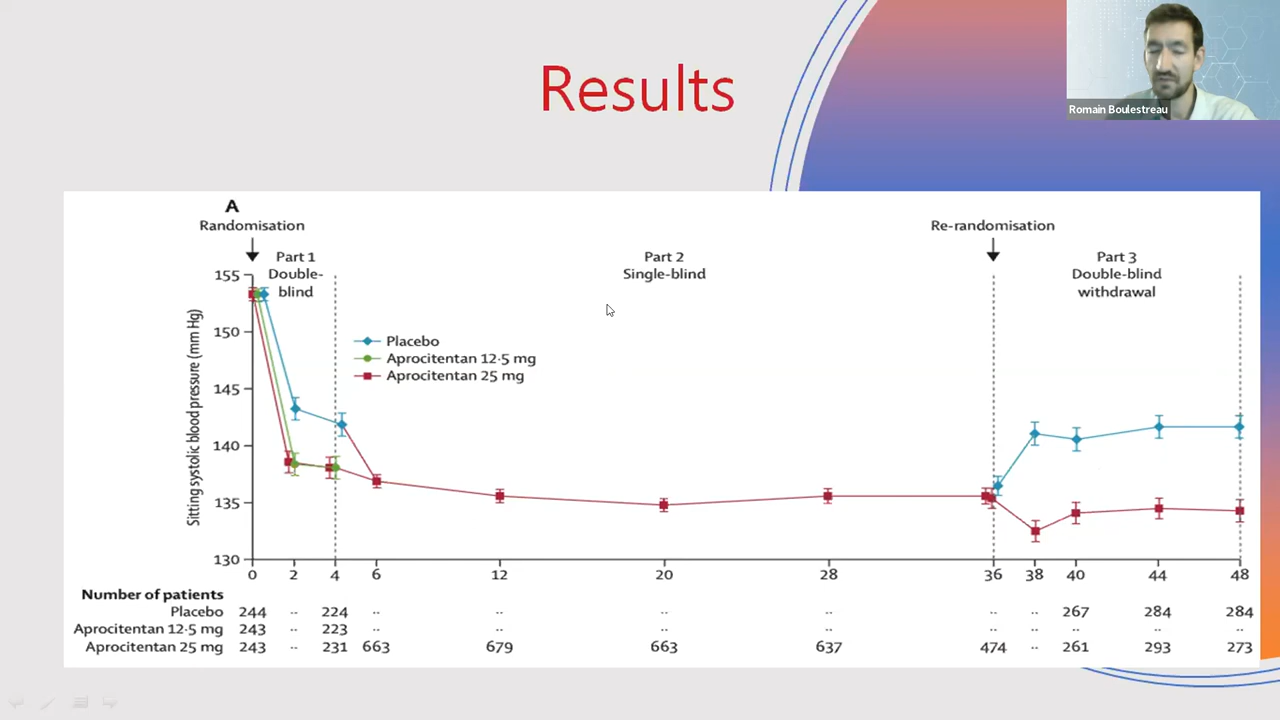 Results
Romain Boulestreau
A
Randomisation
Re-randomisation
Part 1
Double-
blind
Part 2
Single-blind
Part 3
Double-blind
withdrawal
Sitting systolic blood pressure (mm Hg)
155
150
145
140
135
130
Placebo
Aprocitentan 12·5 mg
Aprocitentan 25 mg
0 2 4 6 12 20 28 36 38 40 44 48
Number of patients
Placebo 244 ·· 224 ·· ·· ·· ·· ·· ·· 267 284 284
Aprocitentan 12·5 mg 243 ·· 223 ·· ·· ·· ·· ·· ·· ·· ·· ··
Aprocitentan 25 mg 243 ·· 231 663 679 663 637 474 ·· 261 293 273